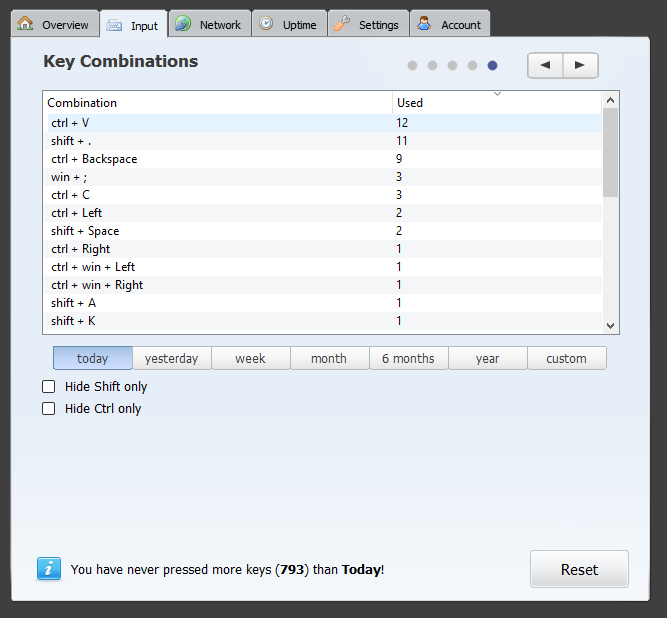 Overview Input Network Uptime Settings Account
Key Combinations
Combination Used
ctrl + V 12
shift + . 11
ctrl + Backspace 9
win + ; 3
ctrl + C 3
ctrl + Left 2
shift + Space 2
ctrl + Right 1
ctrl + win + Left 1
ctrl + win + Right 1
shift + A 1
shift + K 1
today yesterday week month 6 months year custom
Hide Shift only
Hide Ctrl only
You have never pressed more keys (793) than Today!
Reset